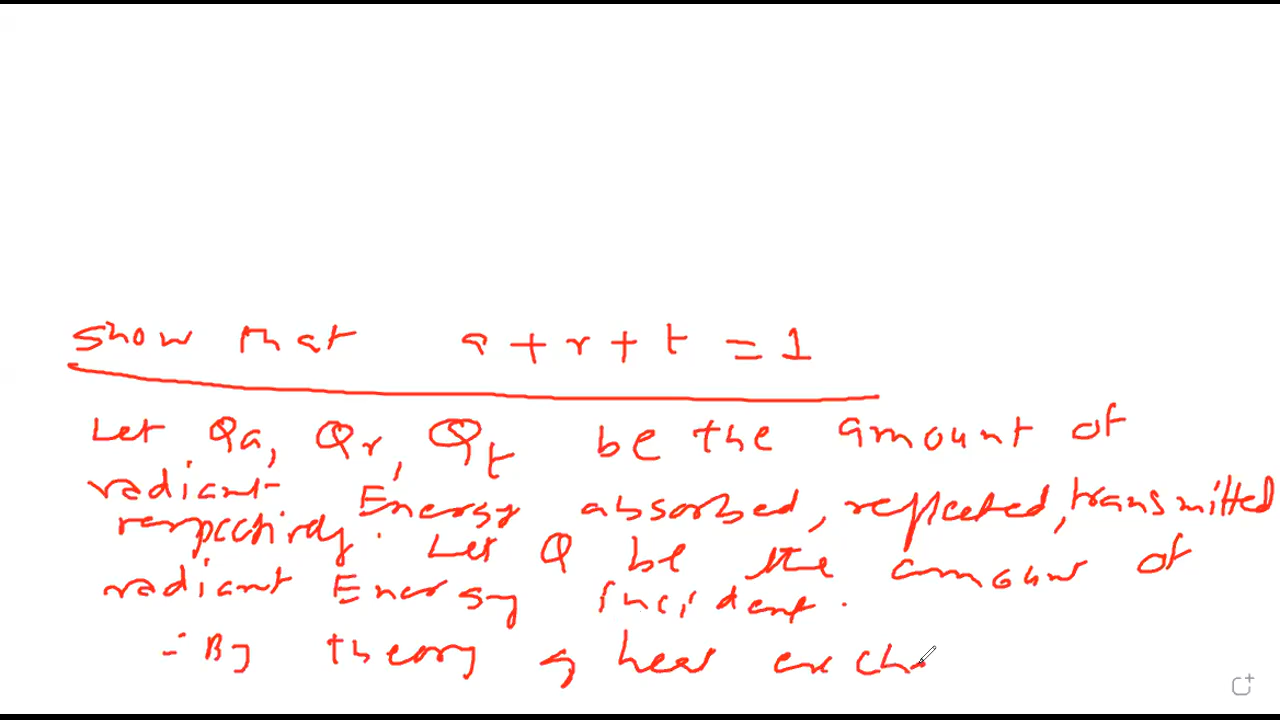 Show that a + r + t = 1
Let Qa, Qr, Qt be the amount of
radiant Energy absorbed, reflected, transmitted
respectively. Let Q be the amount of
radiant Energy incident.
∴ By theory of heat excha